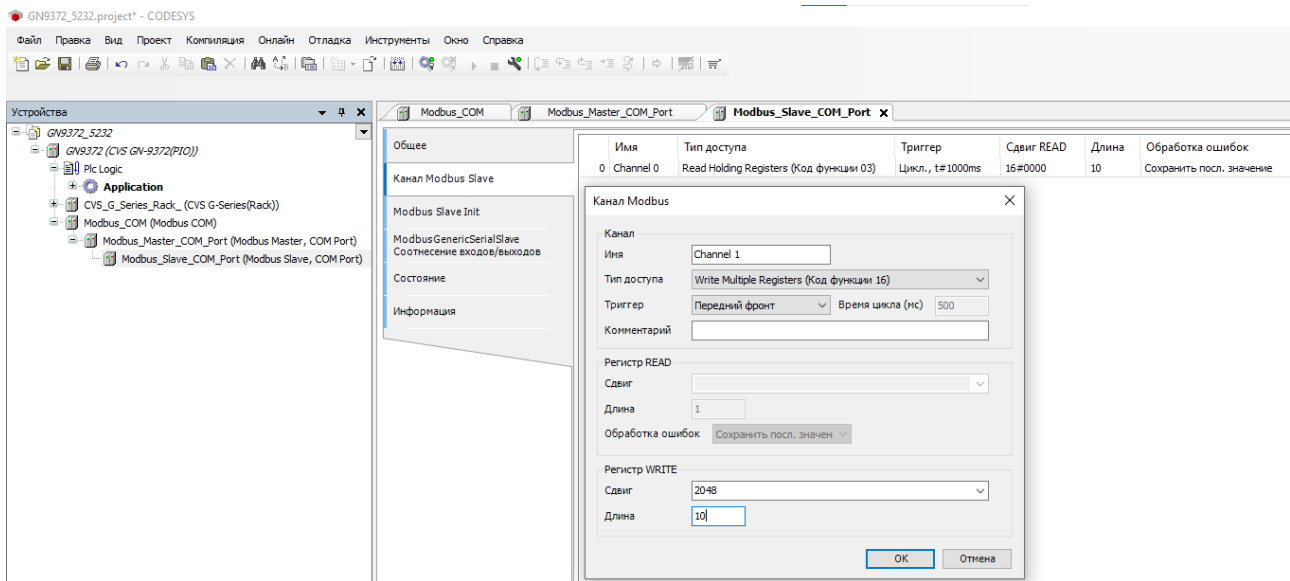 GN9372_5232.project* - CODESYS
Файл Правка Вид Проект Компиляция Онлайн Отладка Инструменты Окно Справка
Устройства
GN9372_5232
GN9372 (CVS GN-9372(PIO))
Plc Logic
Application
CVS_G_Series_Rack_ (CVS G-Series(Rack))
Modbus_COM (Modbus COM)
Modbus_Master_COM_Port (Modbus Master, COM Port)
Modbus_Slave_COM_Port (Modbus Slave, COM Port)
Modbus_COM Modbus_Master_COM_Port Modbus_Slave_COM_Port
Общее
Канал Modbus Slave
Modbus Slave Init
ModbusGenericSerialSlave
Соотнесение входов/выходов
Состояние
Информация
Имя Тип доступа Триггер Сдвиг READ Длина Обработка ошибок
0 Channel 0 Read Holding Registers (Код функции 03) Цикл., t#1000ms 16#0000 10 Сохранить посл. значение
Канал Modbus
Канал
Имя Channel 1
Тип доступа Write Multiple Registers (Код функции 16)
Триггер Передний фронт Время цикла (мс) 500
Комментарий
Регистр READ
Сдвиг
Длина 1
Обработка ошибок Сохранить посл. значен
Регистр WRITE
Сдвиг 2048
Длина 10
OK Отмена